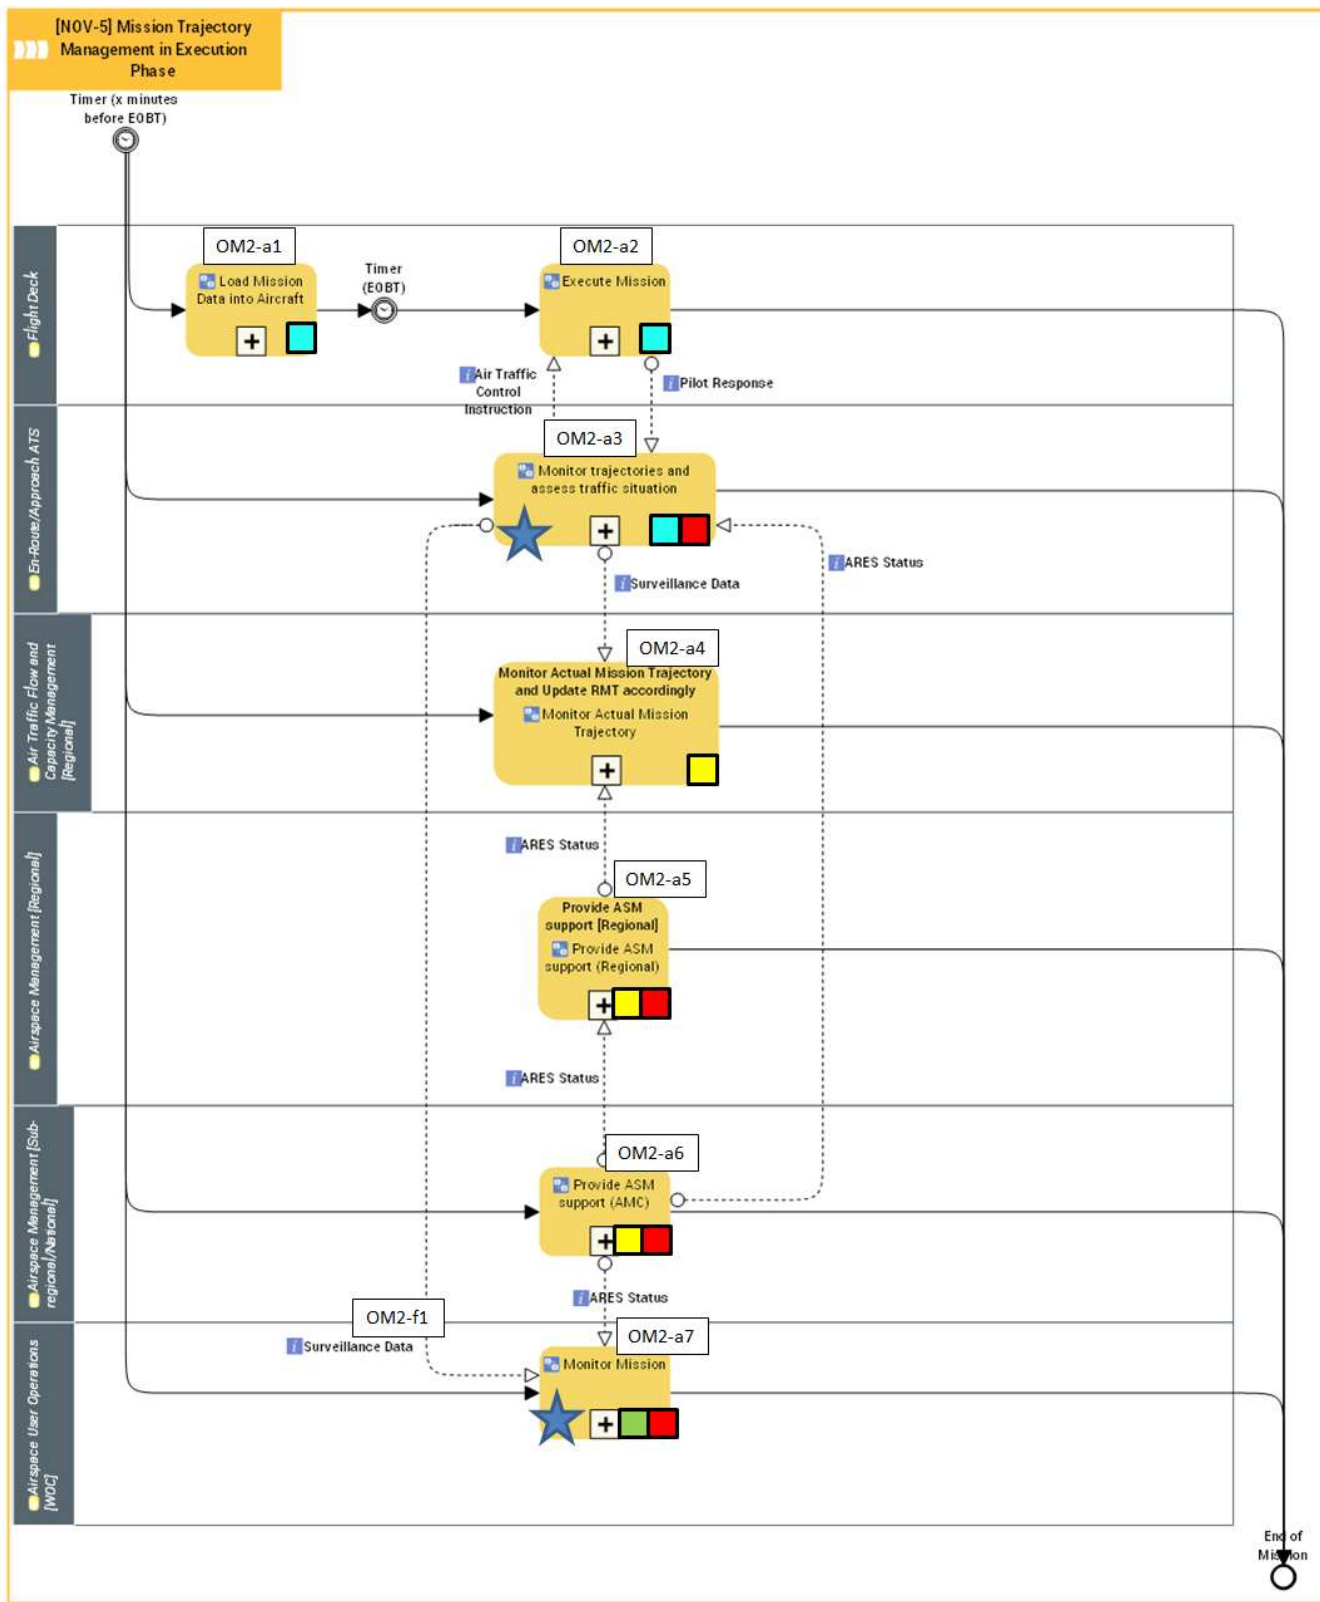 [NOV-5] Mission Trajectory
Management in Execution
Phase
Timer (x minutes
before EOBT)
Flight Deck
OM2-a1
Load Mission
Data into Aircraft
Timer
(EOBT)
OM2-a2
Execute Mission
Air Traffic
Control
Instruction
Pilot Response
En-Route/Approach ATS
OM2-a3
Monitor trajectories and
assess traffic situation
Surveillance Data
ARES Status
Air Traffic Flow and
Capacity Management
[Regional]
OM2-a4
Monitor Actual Mission Trajectory
and Update RMT accordingly
Monitor Actual Mission
Trajectory
Airspace Management [Regional]
ARES Status
OM2-a5
Provide ASM
support [Regional]
Provide ASM
support (Regional)
ARES Status
Airspace Management [Sub-
regional/National]
OM2-a6
Provide ASM
support (AMC)
ARES Status
OM2-f1
Surveillance Data
Airspace User Operations
[WOC]
OM2-a7
Monitor Mission
End of
Mission